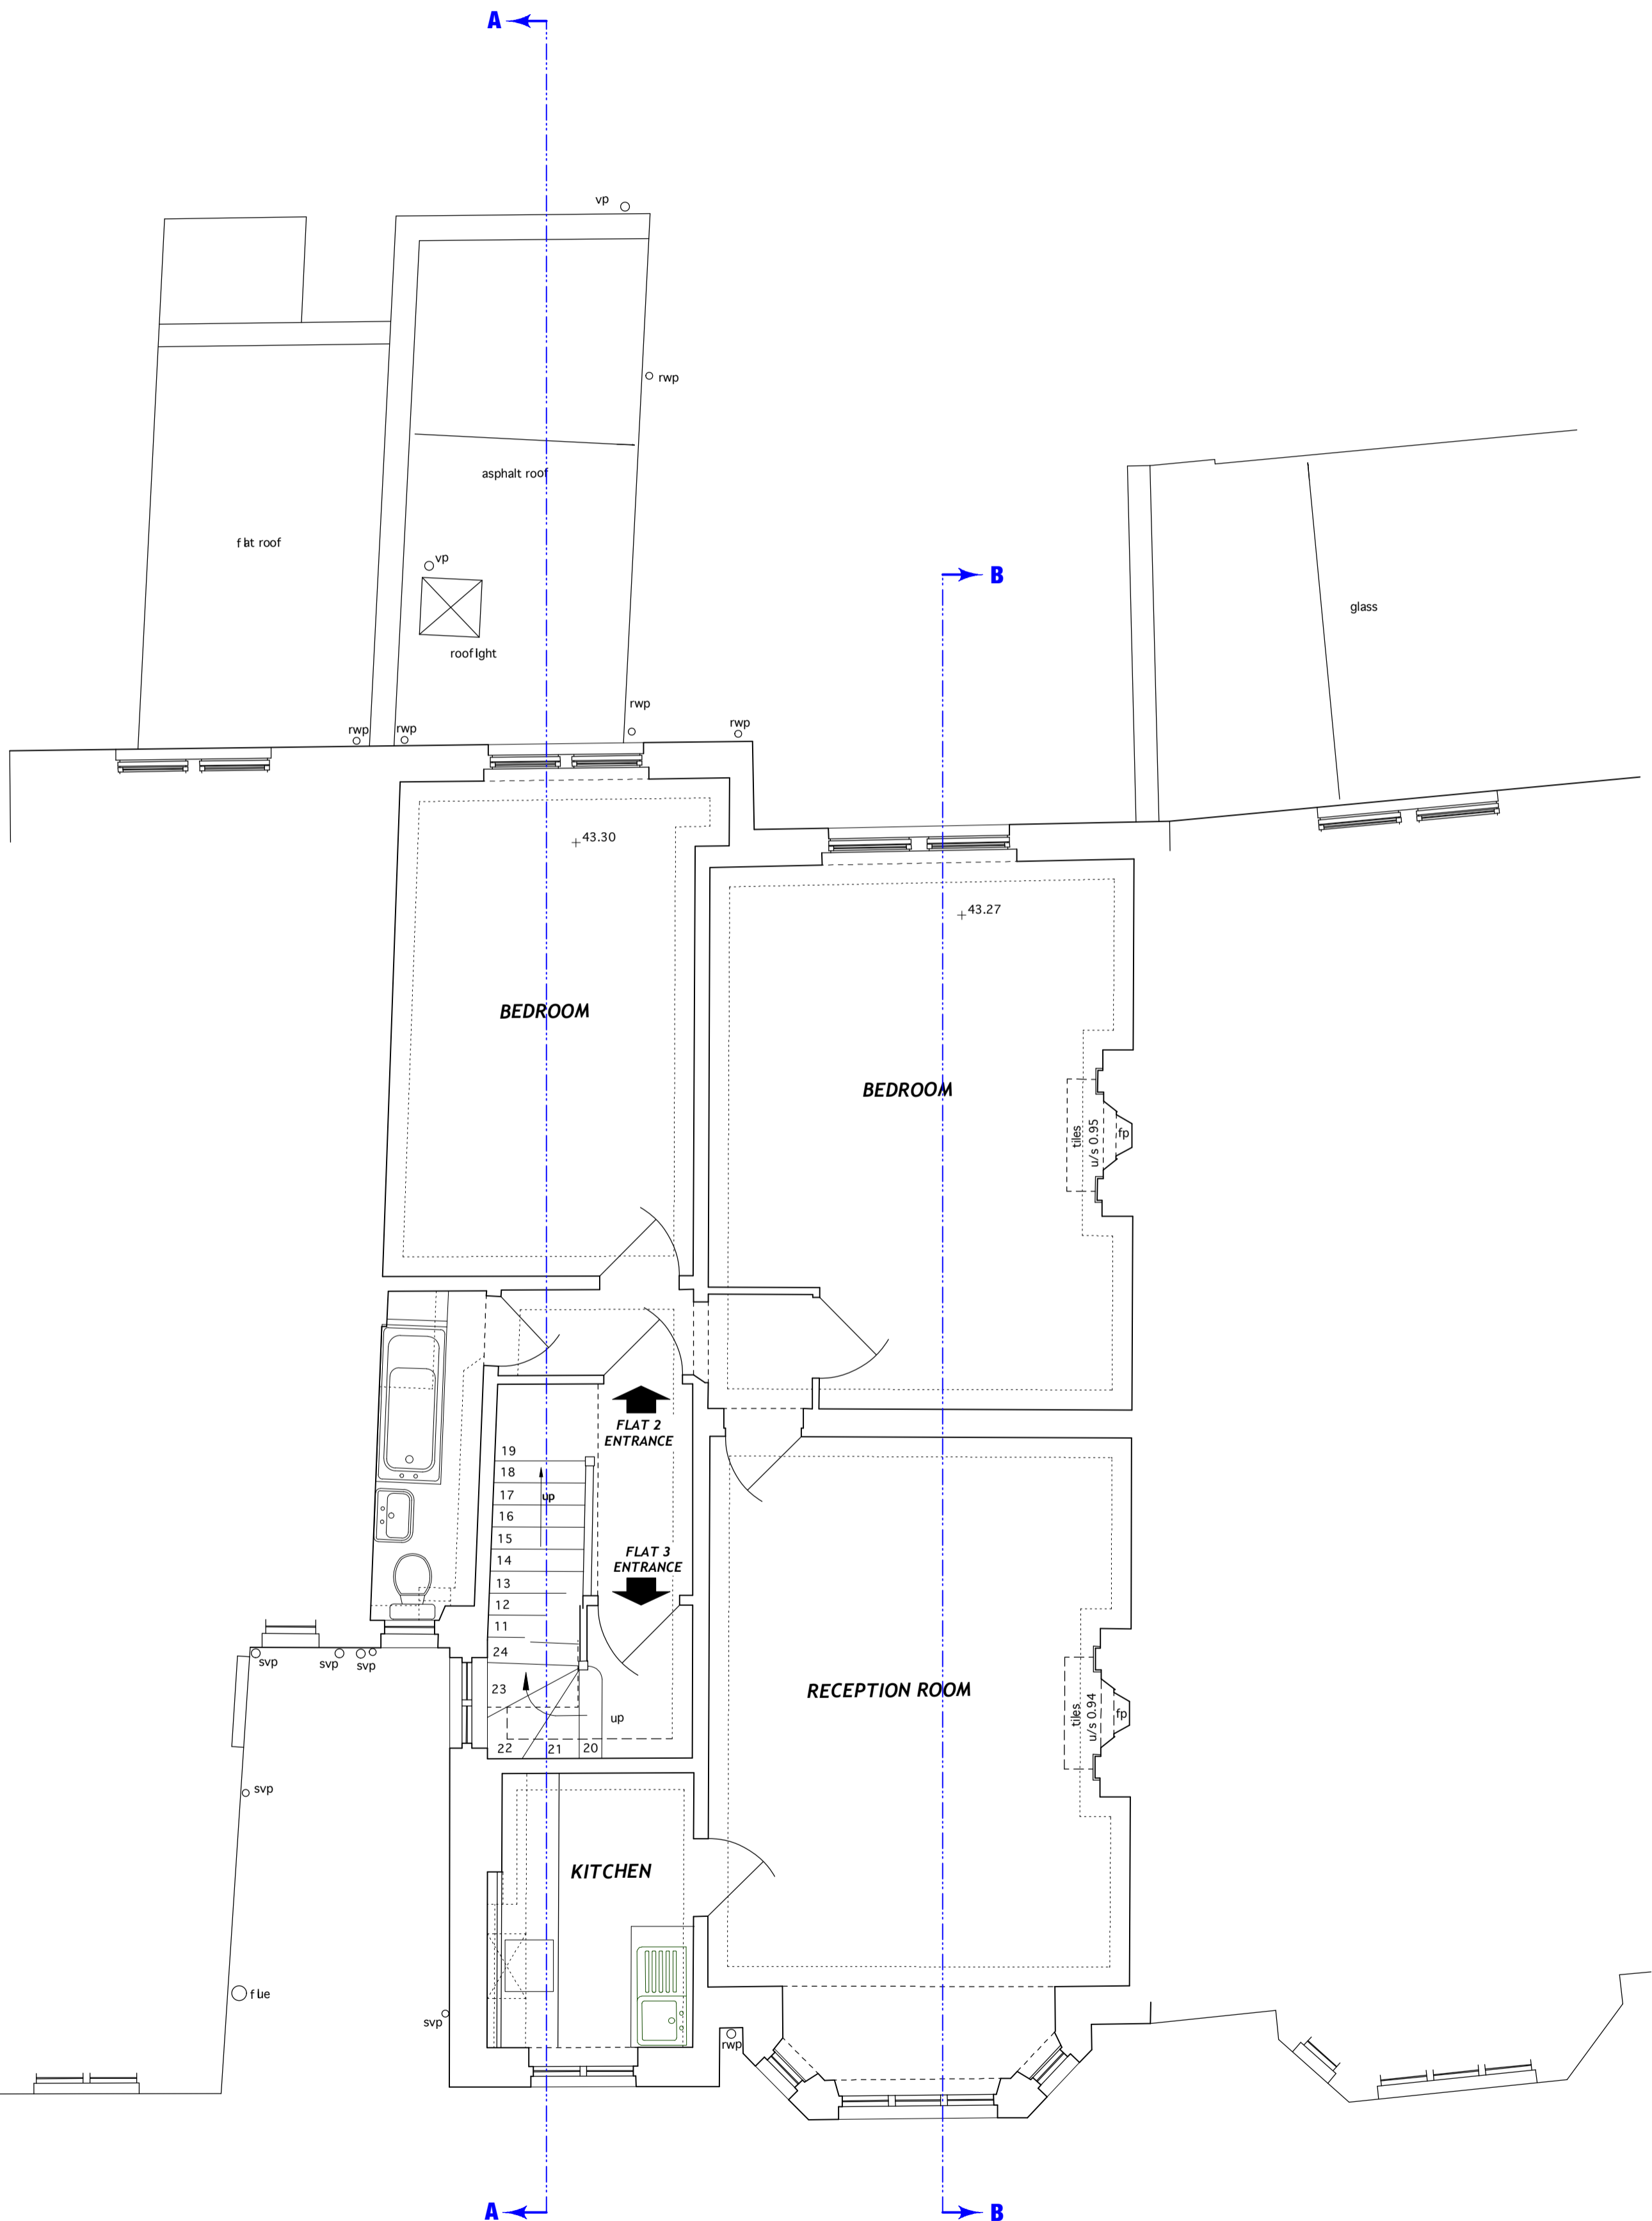 A
vp
rwp
asphalt roof
flat roof
vp
B
glass
roof light
rwp
rwp
rwp
rwp
43.30
43.27
BEDROOM
BEDROOM
tiles
u/s 0.95
fp
FLAT 2
ENTRANCE
19
18
17
up
16
15
14
13
12
11
24
23
22
21
20
up
FLAT 3
ENTRANCE
svp
svp
svp
RECEPTION ROOM
tiles
u/s 0.94
fp
svp
KITCHEN
flue
svp
rwp
A
B